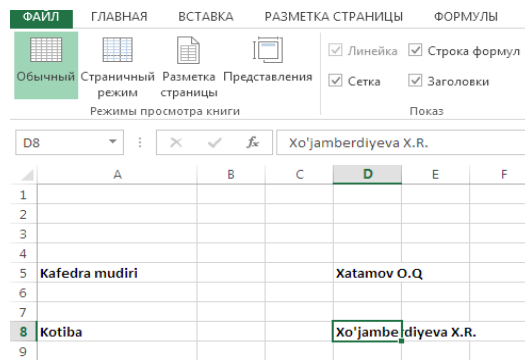 ФАЙЛ ГЛАВНАЯ ВСТАВКА РАЗМЕТКА СТРАНИЦЫ ФОРМУЛЫ
Обычный Страничный режим Разметка страницы Представления
Режимы просмотра книги
Линейка Строка формул
Сетка Заголовки
Показ
D8 fx Xo'jamberdiyeva X.R.
A B C D E F
1
2
3
4
5 Kafedra mudiri Xatamov O.Q
6
7
8 Kotiba Xo'jamberdiyeva X.R.
9